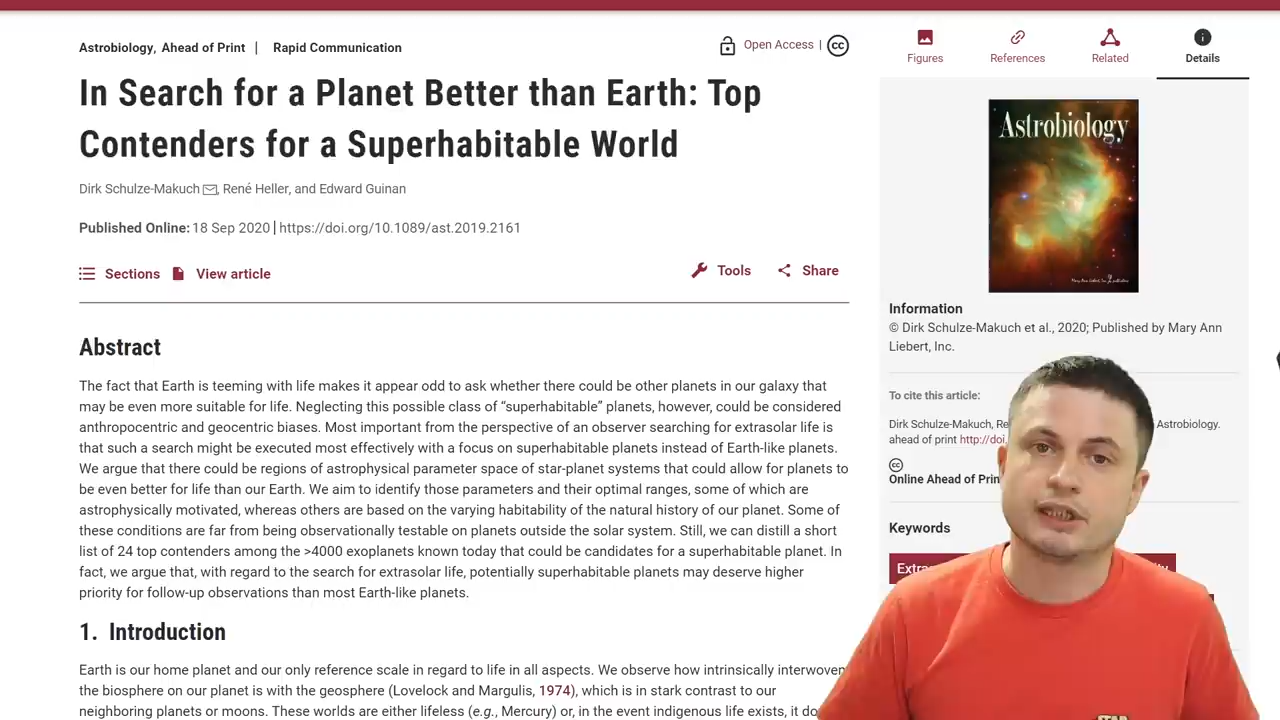 Astrobiology, Ahead of Print | Rapid Communication
Open Access |
cc
In Search for a Planet Better than Earth: Top
Contenders for a Superhabitable World
Dirk Schulze-Makuch, René Heller, and Edward Guinan
Published Online: 18 Sep 2020 | https://doi.org/10.1089/ast.2019.2161
Sections
View article
Tools
Share
Abstract
The fact that Earth is teeming with life makes it appear odd to ask whether there could be other planets in our galaxy that
may be even more suitable for life. Neglecting this possible class of “superhabitable” planets, however, could be considered
anthropocentric and geocentric biases. Most important from the perspective of an observer searching for extrasolar life is
that such a search might be executed most effectively with a focus on superhabitable planets instead of Earth-like planets.
We argue that there could be regions of astrophysical parameter space of star-planet systems that could allow for planets to
be even better for life than our Earth. We aim to identify those parameters and their optimal ranges, some of which are
astrophysically motivated, whereas others are based on the varying habitability of the natural history of our planet. Some of
these conditions are far from being observationally testable on planets outside the solar system. Still, we can distill a short
list of 24 top contenders among the >4000 exoplanets known today that could be candidates for a superhabitable planet. In
fact, we argue that, with regard to the search for extrasolar life, potentially superhabitable planets may deserve higher
priority for follow-up observations than most Earth-like planets.
1. Introduction
Earth is our home planet and our only reference scale in regard to life in all aspects. We observe how intrinsically interwoven
the biosphere on our planet is with the geosphere (Lovelock and Margulis, 1974), which is in stark contrast to our
neighboring planets or moons. These worlds are either lifeless (e.g., Mercury) or, in the event indigenous life exists, it do
Figures
References
Related
Details
Astrobiology
Mary Ann Liebert, Inc. publishers
Information
© Dirk Schulze-Makuch et al., 2020; Published by Mary Ann
Liebert, Inc.
To cite this article:
Dirk Schulze-Makuch, Re Astrobiology.
ahead of print http://doi.
cc
Online Ahead of Prin
Keywords
Extra